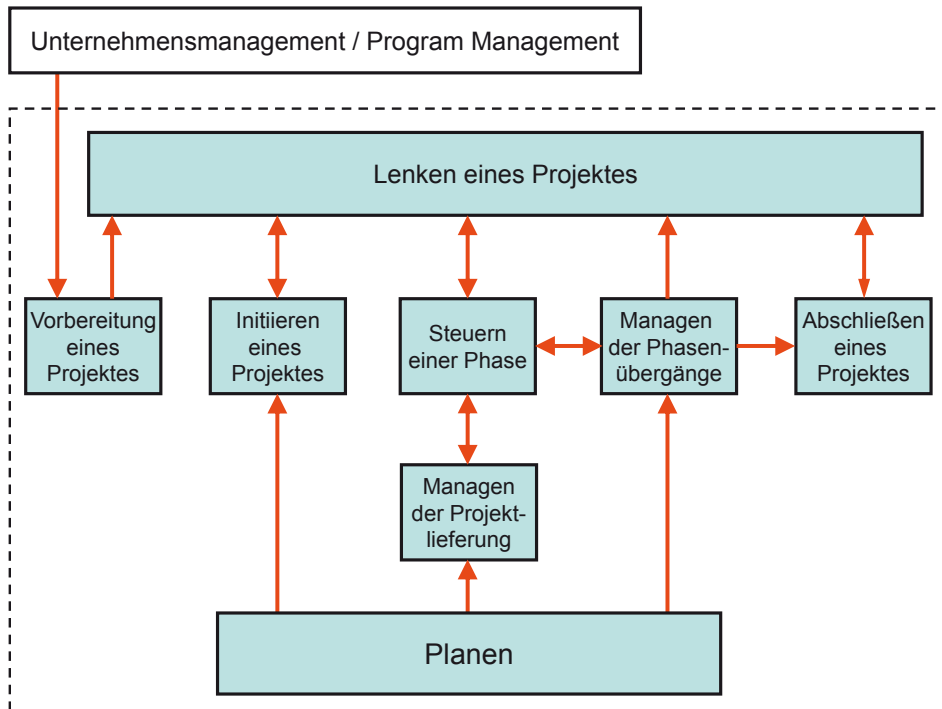 Unternehmensmanagement / Program Management
Lenken eines Projektes
Vorbereitung
eines
Projektes
Initiieren
eines
Projektes
Steuern
einer Phase
Managen
der Phasen-
übergänge
Abschließen
eines
Projektes
Managen
der Projekt-
lieferung
Planen